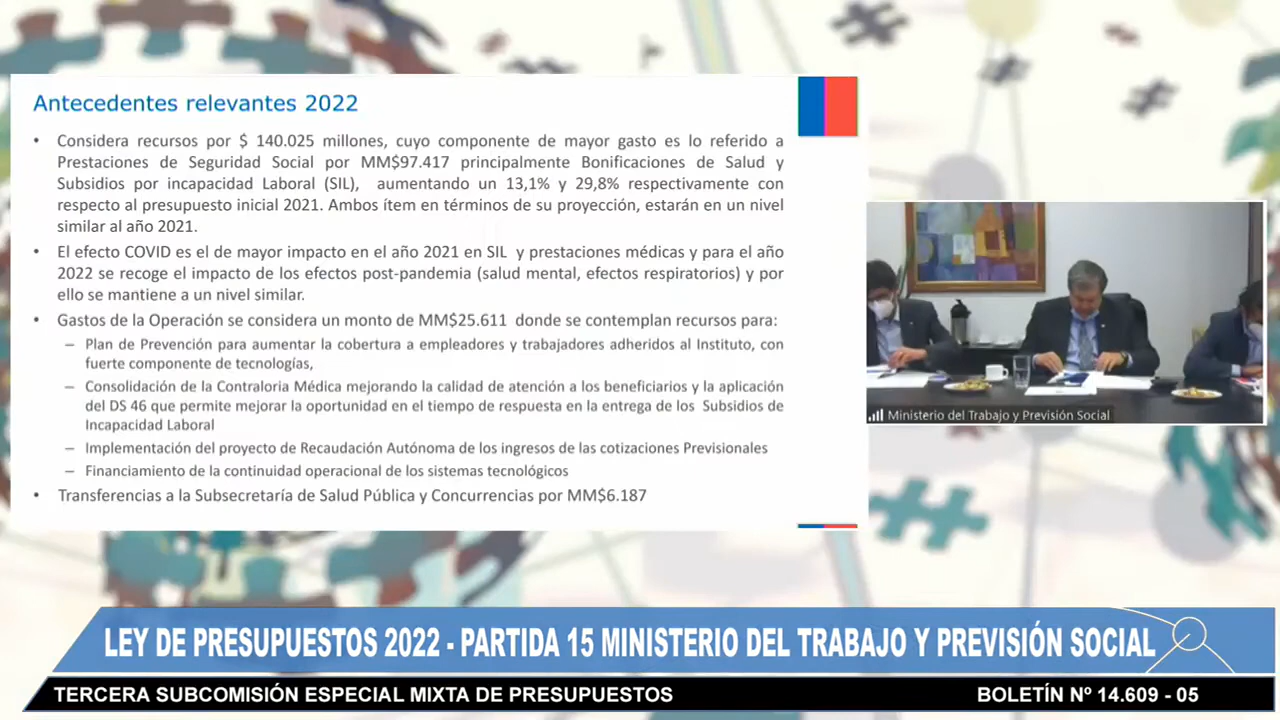 Antecedentes relevantes 2022
• Considera recursos por $ 140.025 millones, cuyo componente de mayor gasto es lo referido a
Prestaciones de Seguridad Social por MM$97.417 principalmente Bonificaciones de Salud y
Subsidios por incapacidad Laboral (SIL), aumentando un 13,1% y 29,8% respectivamente con
respecto al presupuesto inicial 2021. Ambos ítem en términos de su proyección, estarán en un nivel
similar al año 2021.
• El efecto COVID es el de mayor impacto en el año 2021 en SIL y prestaciones médicas y para el año
2022 se recoge el impacto de los efectos post-pandemia (salud mental, efectos respiratorios) y por
ello se mantiene a un nivel similar.
• Gastos de la Operación se considera un monto de MM$25.611 donde se contemplan recursos para:
– Plan de Prevención para aumentar la cobertura a empleadores y trabajadores adheridos al Instituto, con
fuerte componente de tecnologías,
– Consolidación de la Contraloria Médica mejorando la calidad de atención a los beneficiarios y la aplicación
del DS 46 que permite mejorar la oportunidad en el tiempo de respuesta en la entrega de los Subsidios de
Incapacidad Laboral
– Implementación del proyecto de Recaudación Autónoma de los ingresos de las cotizaciones Previsionales
– Financiamiento de la continuidad operacional de los sistemas tecnológicos
• Transferencias a la Subsecretaría de Salud Pública y Concurrencias por MM$6.187
Ministerio del Trabajo y Previsión Social
LEY DE PRESUPUESTOS 2022 - PARTIDA 15 MINISTERIO DEL TRABAJO Y PREVISIÓN SOCIAL
TERCERA SUBCOMISIÓN ESPECIAL MIXTA DE PRESUPUESTOS
BOLETÍN Nº 14.609 - 05